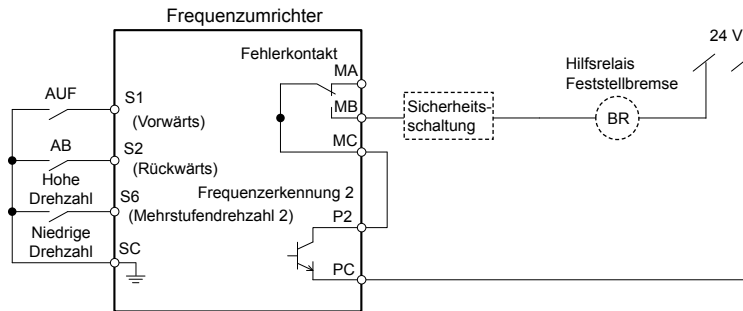 Frequenzumrichter
24 V
Fehlerkontakt
MA
Hilfsrelais
Feststellbremse
AUF
S1
(Vorwärts)
MB
Sicherheits-
schaltung
BR
AB
S2
(Rückwärts)
MC
Hohe
Drehzahl
S6
(Mehrstufendrehzahl 2)
Frequenzerkennung 2
P2
Niedrige
Drehzahl
SC
PC